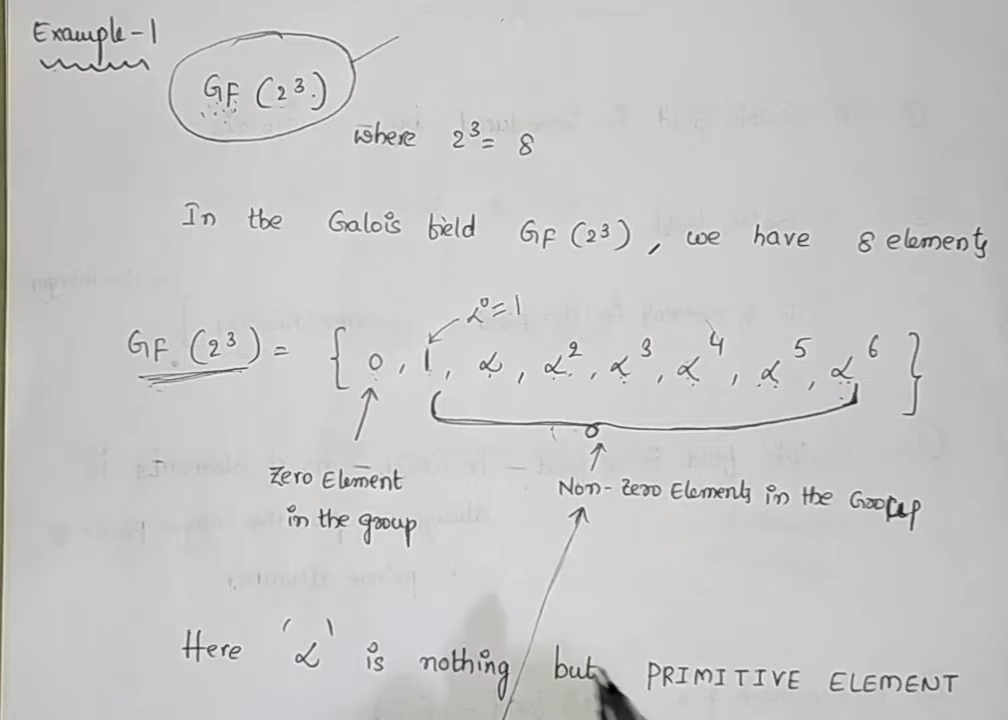 Example-1
GF (2³)
where 2³= 8
In the Galois field GF (2³), we have 8 elements
α⁰=1
GF (2³) = { 0, 1, α, α², α³, α⁴, α⁵, α⁶ }
Zero Element
in the group
Non-Zero Elements in the Group
Here 'α' is nothing but PRIMITIVE ELEMENT